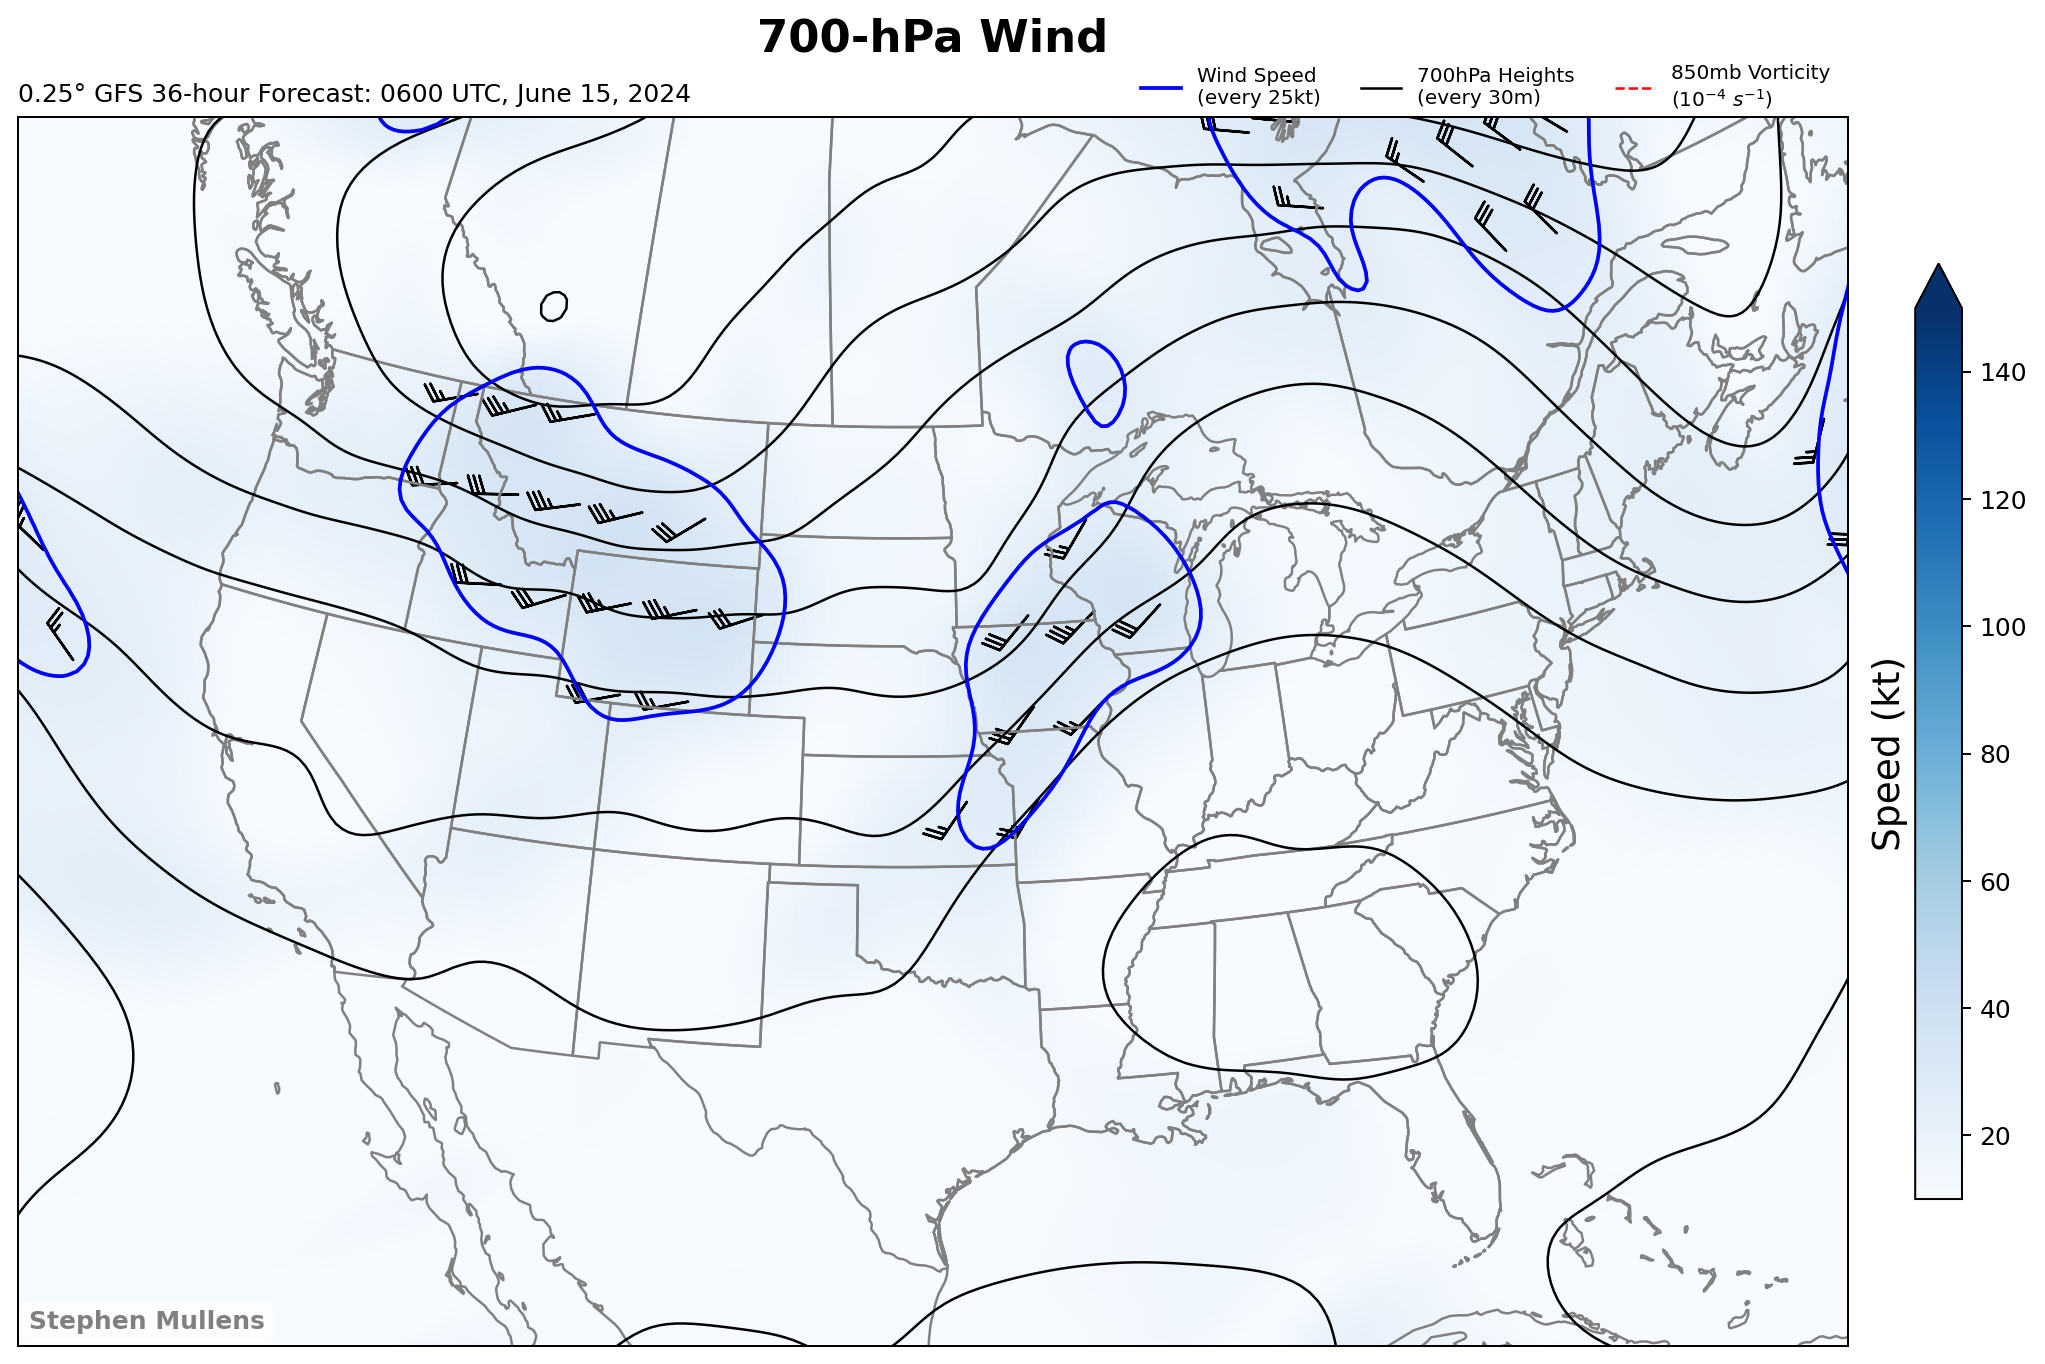 700-hPa Wind
0.25° GFS 36-hour Forecast: 0600 UTC, June 15, 2024
Wind Speed
(every 25kt)
700hPa Heights
(every 30m)
850mb Vorticity
(10⁻⁴ s⁻¹)
140
120
100
80
60
40
20
Speed (kt)
Stephen Mullens